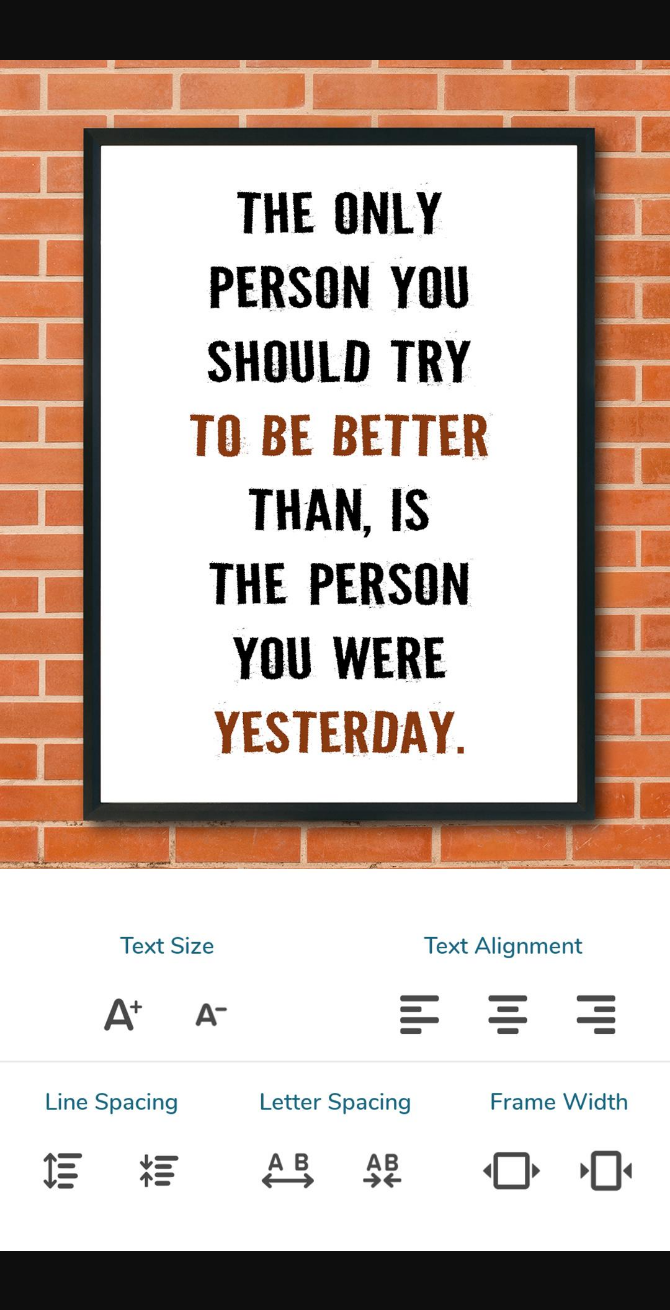 THE ONLY
PERSON YOU
SHOULD TRY
TO BE BETTER
THAN, IS
THE PERSON
YOU WERE
YESTERDAY.
Text Size
Text Alignment
A+
A-
Line Spacing
Letter Spacing
Frame Width
A B
AB